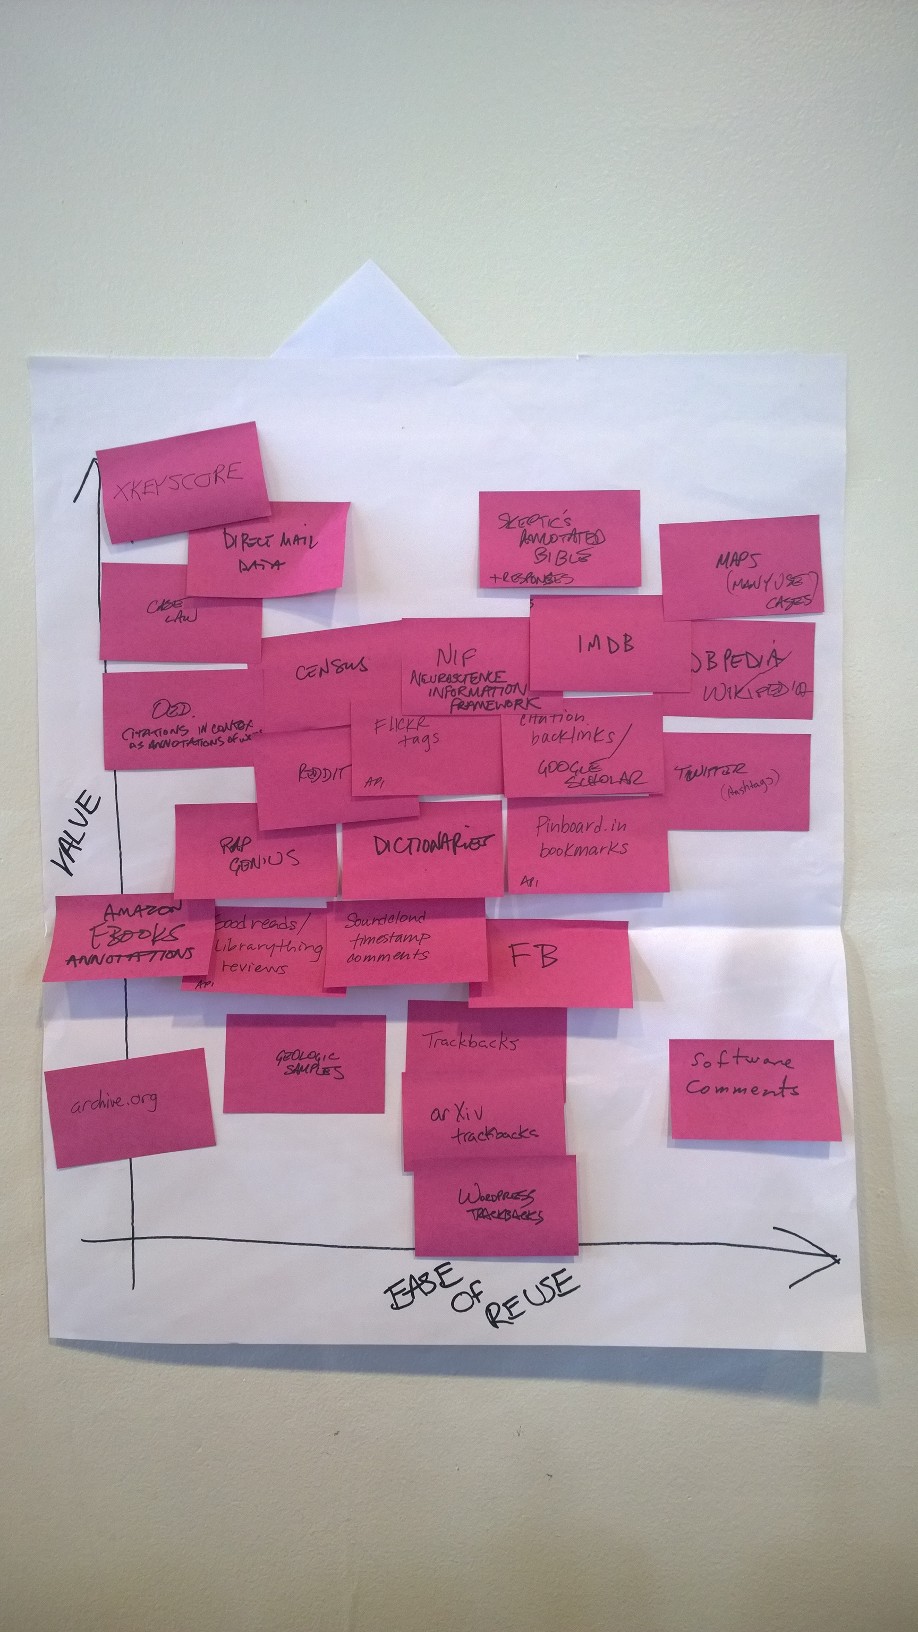 XKEYSCORE
DIRECT MAIL
DATA
SKEPTIC'S
ANNOTATED
BIBLE
+ RESPONSES
MAPS
(MANY USE
CASES)
CASE
LAW
CENSUS
NIF
NEUROSCIENCE
INFORMATION
FRAMEWORK
IMDB
DBPEDIA/
WIKIPEDIA
OED.
CITATIONS IN CONTEXT
AS ANNOTATIONS OF
FLICKR
tags
API
citation
backlinks/
GOOGLE
SCHOLAR
REDDIT
TWITTER
(Hashtags)
VALUE
RAP
GENIUS
DICTIONARIES
Pinboard.in
bookmarks
API
AMAZON
EBOOKS
ANNOTATIONS
Goodreads/
Librarything
reviews
API
Soundcloud
timestamp
comments
FB
GEOLOGIC
SAMPLES
Trackbacks
Software
Comments
archive.org
arXiv
trackbacks
WORDPRESS
TRACKBACKS
EASE
OF
REUSE